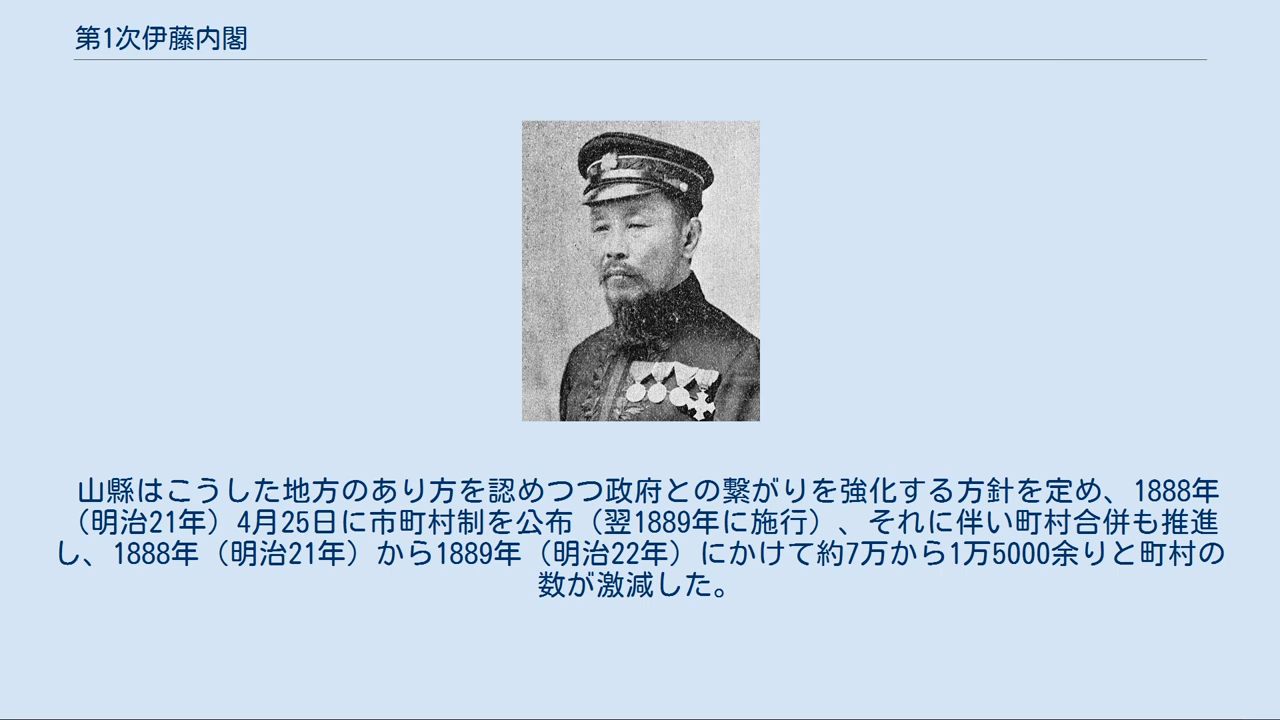 第1次伊藤内閣
山縣はこうした地方のあり方を認めつつ政府との繋がりを強化する方針を定め、1888年
（明治21年）4月25日に市町村制を公布（翌1889年に施行）、それに伴い町村合併も推進
し、1888年（明治21年）から1889年（明治22年）にかけて約7万から1万5000余りと町村の
数が激減した。